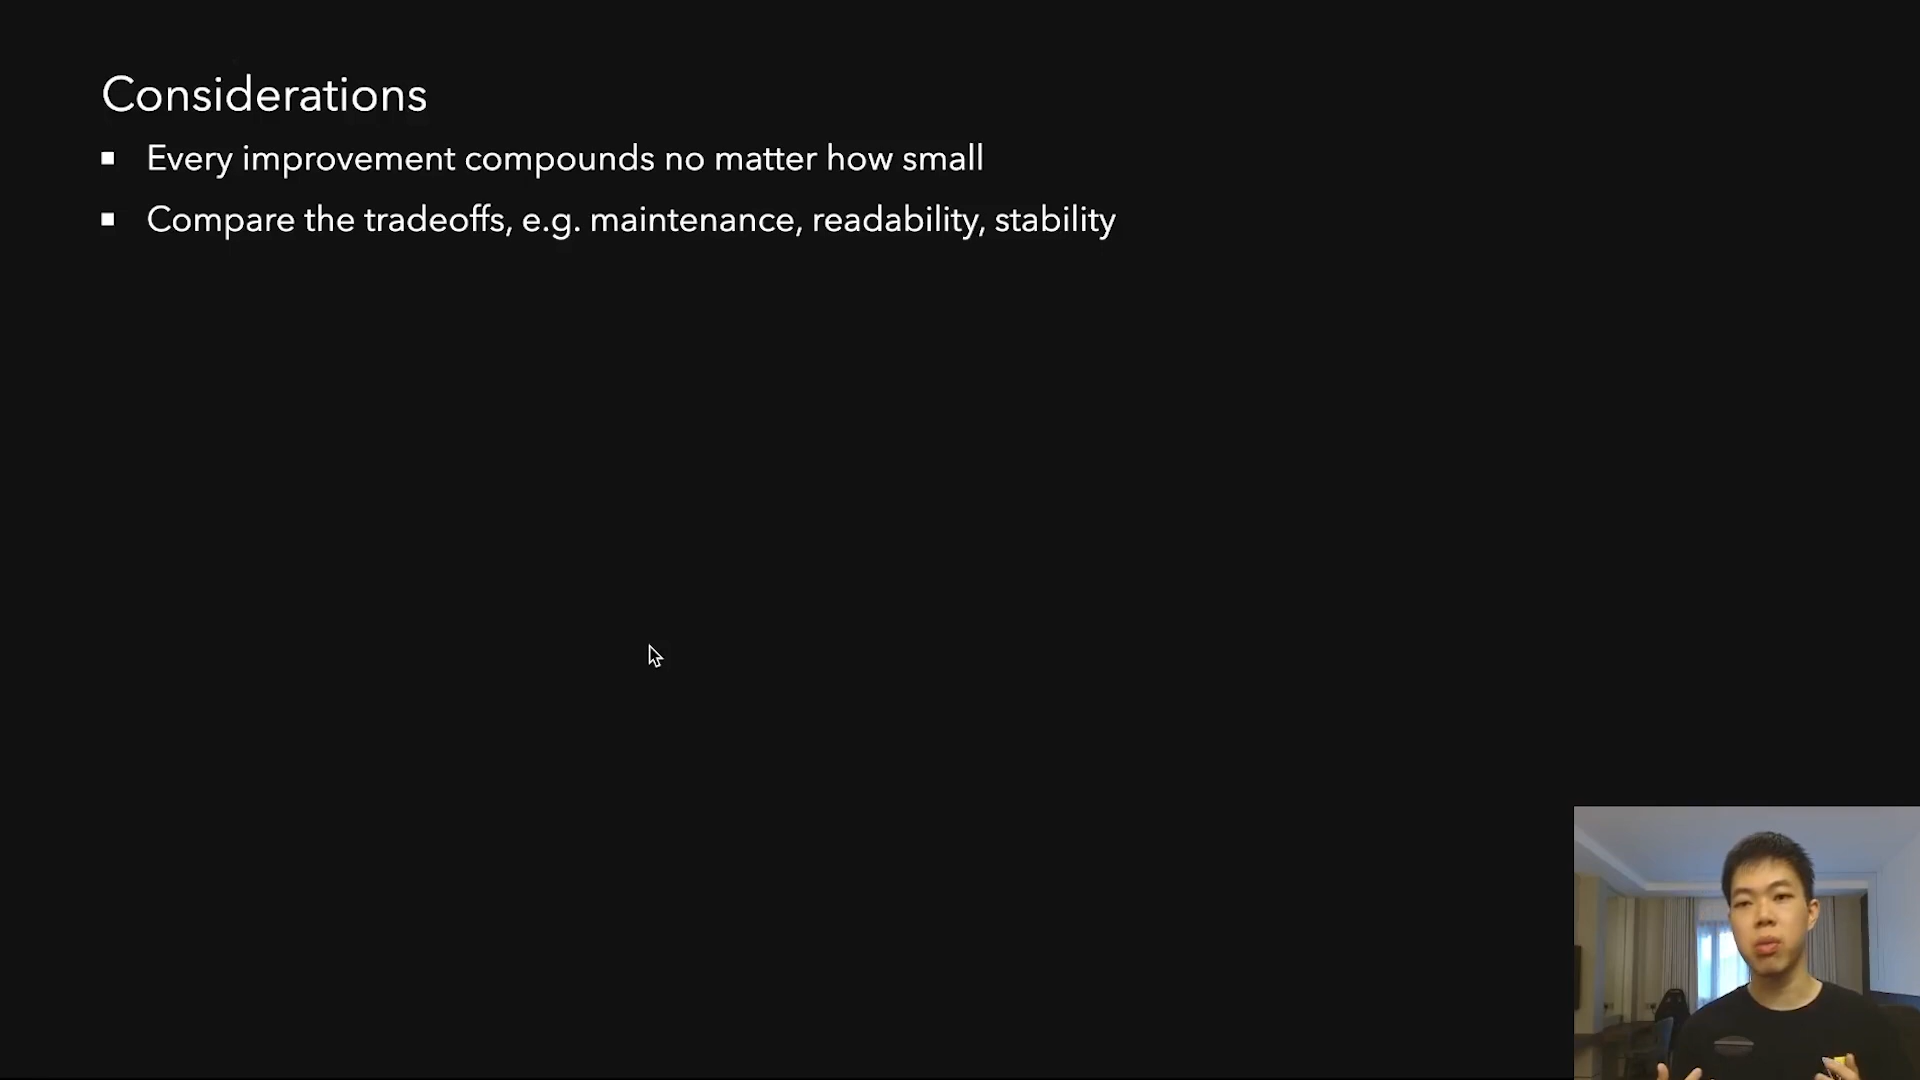 Considerations
Every improvement compounds no matter how small
Compare the tradeoffs, e.g. maintenance, readability, stability